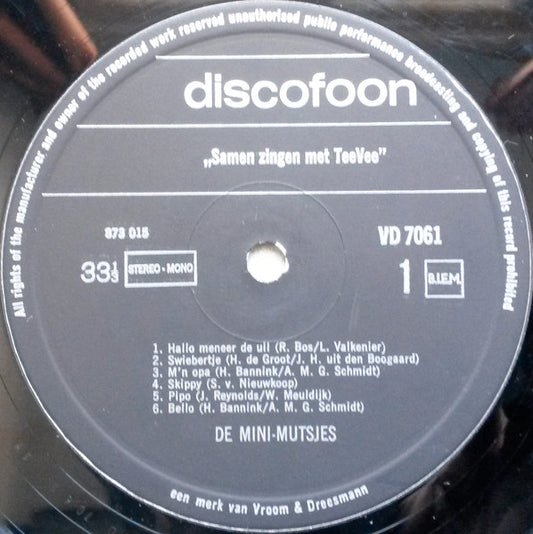 All rights of the manufacturer, and owner of the recorded work reserved unauthorised public performance broadcasting and copying of this record prohibited
discofoon
„Samen zingen met TeeVee”
873 015
VD 7061
33⅓
STEREO - MONO
1
B.I.E.M.
1. Hallo meneer de uil (R. Bos/L. Valkenier)
2. Swiebertje (H. de Groot/J. H. uit den Boogaard)
3. M'n opa (H. Bannink/A. M. G. Schmidt)
4. Skippy (S. v. Nieuwkoop)
5. Pipo (J. Reynolds/W. Meuldijk)
6. Bello (H. Bannink/A. M. G. Schmidt)
DE MINI-MUTSJES
een merk van Vroom & Dreesmann